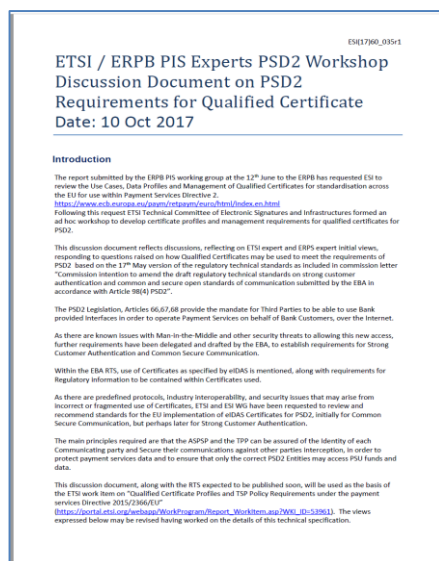 ESI(17)60_035r1
ETSI / ERPB PIS Experts PSD2 Workshop
Discussion Document on PSD2
Requirements for Qualified Certificate
Date: 10 Oct 2017
Introduction
The report submitted by the ERPB PIS working group at the 12th June to the ERPB has requested ESI to
review the Use Cases, Data Profiles and Management of Qualified Certificates for standardisation across
the EU for use within Payment Services Directive 2.
https://www.ecb.europa.eu/paym/retpaym/euro/html/index.en.html
Following this request ETSI Technical Committee of Electronic Signatures and Infrastructures formed an
ad hoc workshop to develop certificate profiles and management requirements for qualified certificates for
PSD2.
This discussion document reflects discussions, reflecting on ETSI expert and ERPS expert initial views,
responding to questions raised on how Qualified Certificates may be used to meet the requirements of
PSD2 based on the 17th May version of the regulatory technical standards as included in commission letter
"Commission intention to amend the draft regulatory technical standards on strong customer
authentication and common and secure open standards of communication submitted by the EBA in
accordance with Article 98(4) PSD2".
The PSD2 Legislation, Articles 66,67,68 provide the mandate for Third Parties to be able to use Bank
provided Interfaces in order to operate Payment Services on behalf of Bank Customers, over the Internet.
As there are known issues with Man-in-the-Middle and other security threats to allowing this new access,
further requirements have been delegated and drafted by the EBA, to establish requirements for Strong
Customer Authentication and Common Secure Communication.
Within the EBA RTS, use of Certificates as specified by eIDAS is mentioned, along with requirements for
Regulatory information to be contained within Certificates used.
As there are predefined protocols, industry interoperability, and security issues that may arise from
incorrect or fragmented use of Certificates, ETSI and ESI WG have been requested to review and
recommend standards for the EU implementation of eIDAS Certificates for PSD2, initially for Common
Secure Communication, but perhaps later for Strong Customer Authentication.
The main principles required are that the ASPSP and the TPP can be assured of the Identity of each
Communicating party and Secure their communications against other parties interception, in order to
protect payment services data and to ensure that only the correct PSD2 Entities may access PSU funds and
data.
This discussion document, along with the RTS expected to be published soon, will be used as the basis of
the ETSI work item on "Qualified Certificate Profiles and TSP Policy Requirements under the payment
services Directive 2015/2366/EU"
(https://portal.etsi.org/webapp/WorkProgram/Report_WorkItem.asp?WKI_ID=53961). The views
expressed below may be revised having worked on the details of this technical specification.